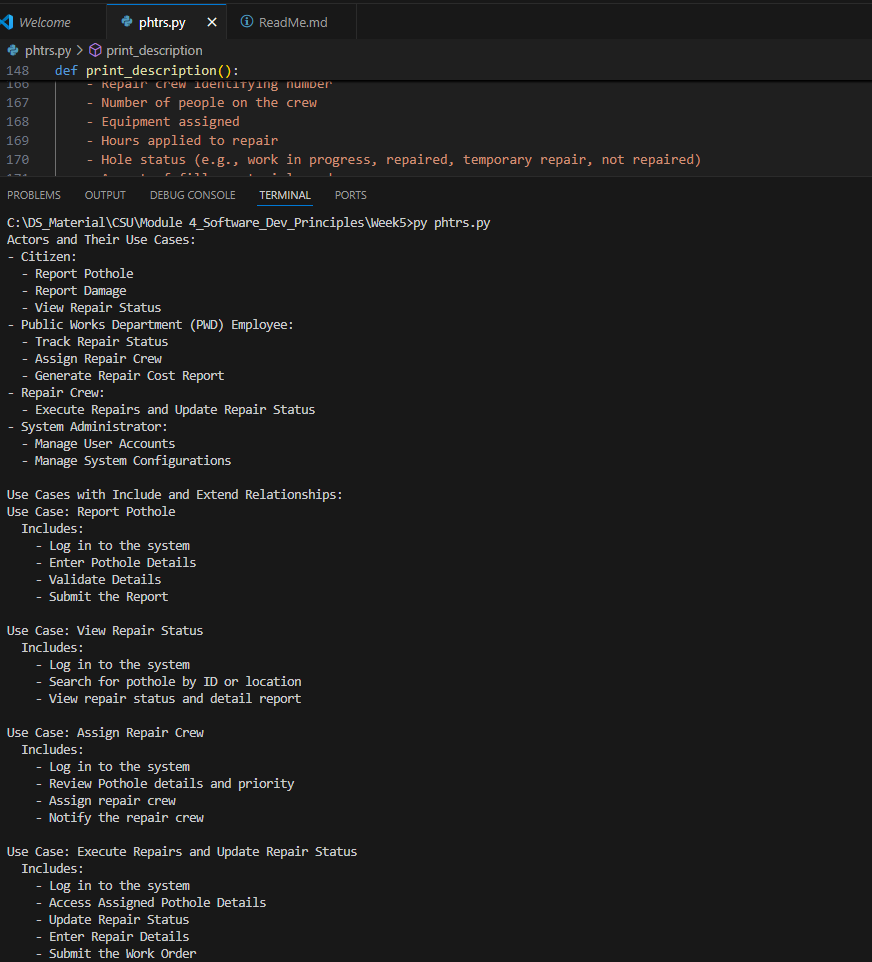 Welcome
phtrs.py
ReadMe.md
phtrs.py > print_description
148 def print_description():
166 - Repair crew identifying number
167 - Number of people on the crew
168 - Equipment assigned
169 - Hours applied to repair
170 - Hole status (e.g., work in progress, repaired, temporary repair, not repaired)
171 - Amount of filler material used
PROBLEMS OUTPUT DEBUG CONSOLE TERMINAL PORTS
C:\DS_Material\CSU\Module 4_Software_Dev_Principles\Week5>py phtrs.py
Actors and Their Use Cases:
- Citizen:
  - Report Pothole
  - Report Damage
  - View Repair Status
- Public Works Department (PWD) Employee:
  - Track Repair Status
  - Assign Repair Crew
  - Generate Repair Cost Report
- Repair Crew:
  - Execute Repairs and Update Repair Status
- System Administrator:
  - Manage User Accounts
  - Manage System Configurations
Use Cases with Include and Extend Relationships:
Use Case: Report Pothole
  Includes:
    - Log in to the system
    - Enter Pothole Details
    - Validate Details
    - Submit the Report
Use Case: View Repair Status
  Includes:
    - Log in to the system
    - Search for pothole by ID or location
    - View repair status and detail report
Use Case: Assign Repair Crew
  Includes:
    - Log in to the system
    - Review Pothole details and priority
    - Assign repair crew
    - Notify the repair crew
Use Case: Execute Repairs and Update Repair Status
  Includes:
    - Log in to the system
    - Access Assigned Pothole Details
    - Update Repair Status
    - Enter Repair Details
    - Submit the Work Order